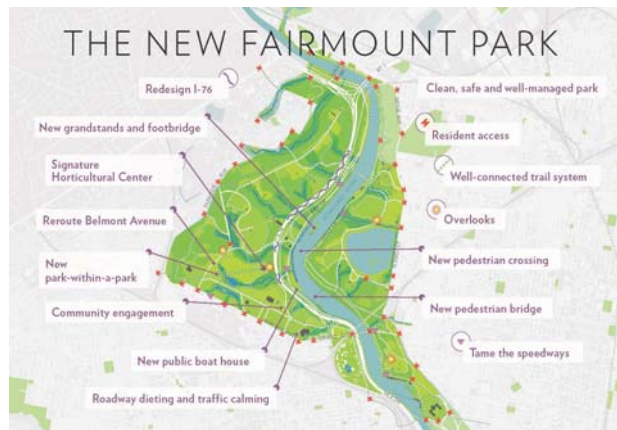 THE NEW FAIRMOUNT PARK
Redesign I-76
Clean, safe and well-managed park
New grandstands and footbridge
Resident access
Signature
Horticultural Center
Well-connected trail system
Reroute Belmont Avenue
Overlooks
New
park-within-a-park
New pedestrian crossing
Community engagement
New pedestrian bridge
New public boat house
Tame the speedways
Roadway dieting and traffic calming